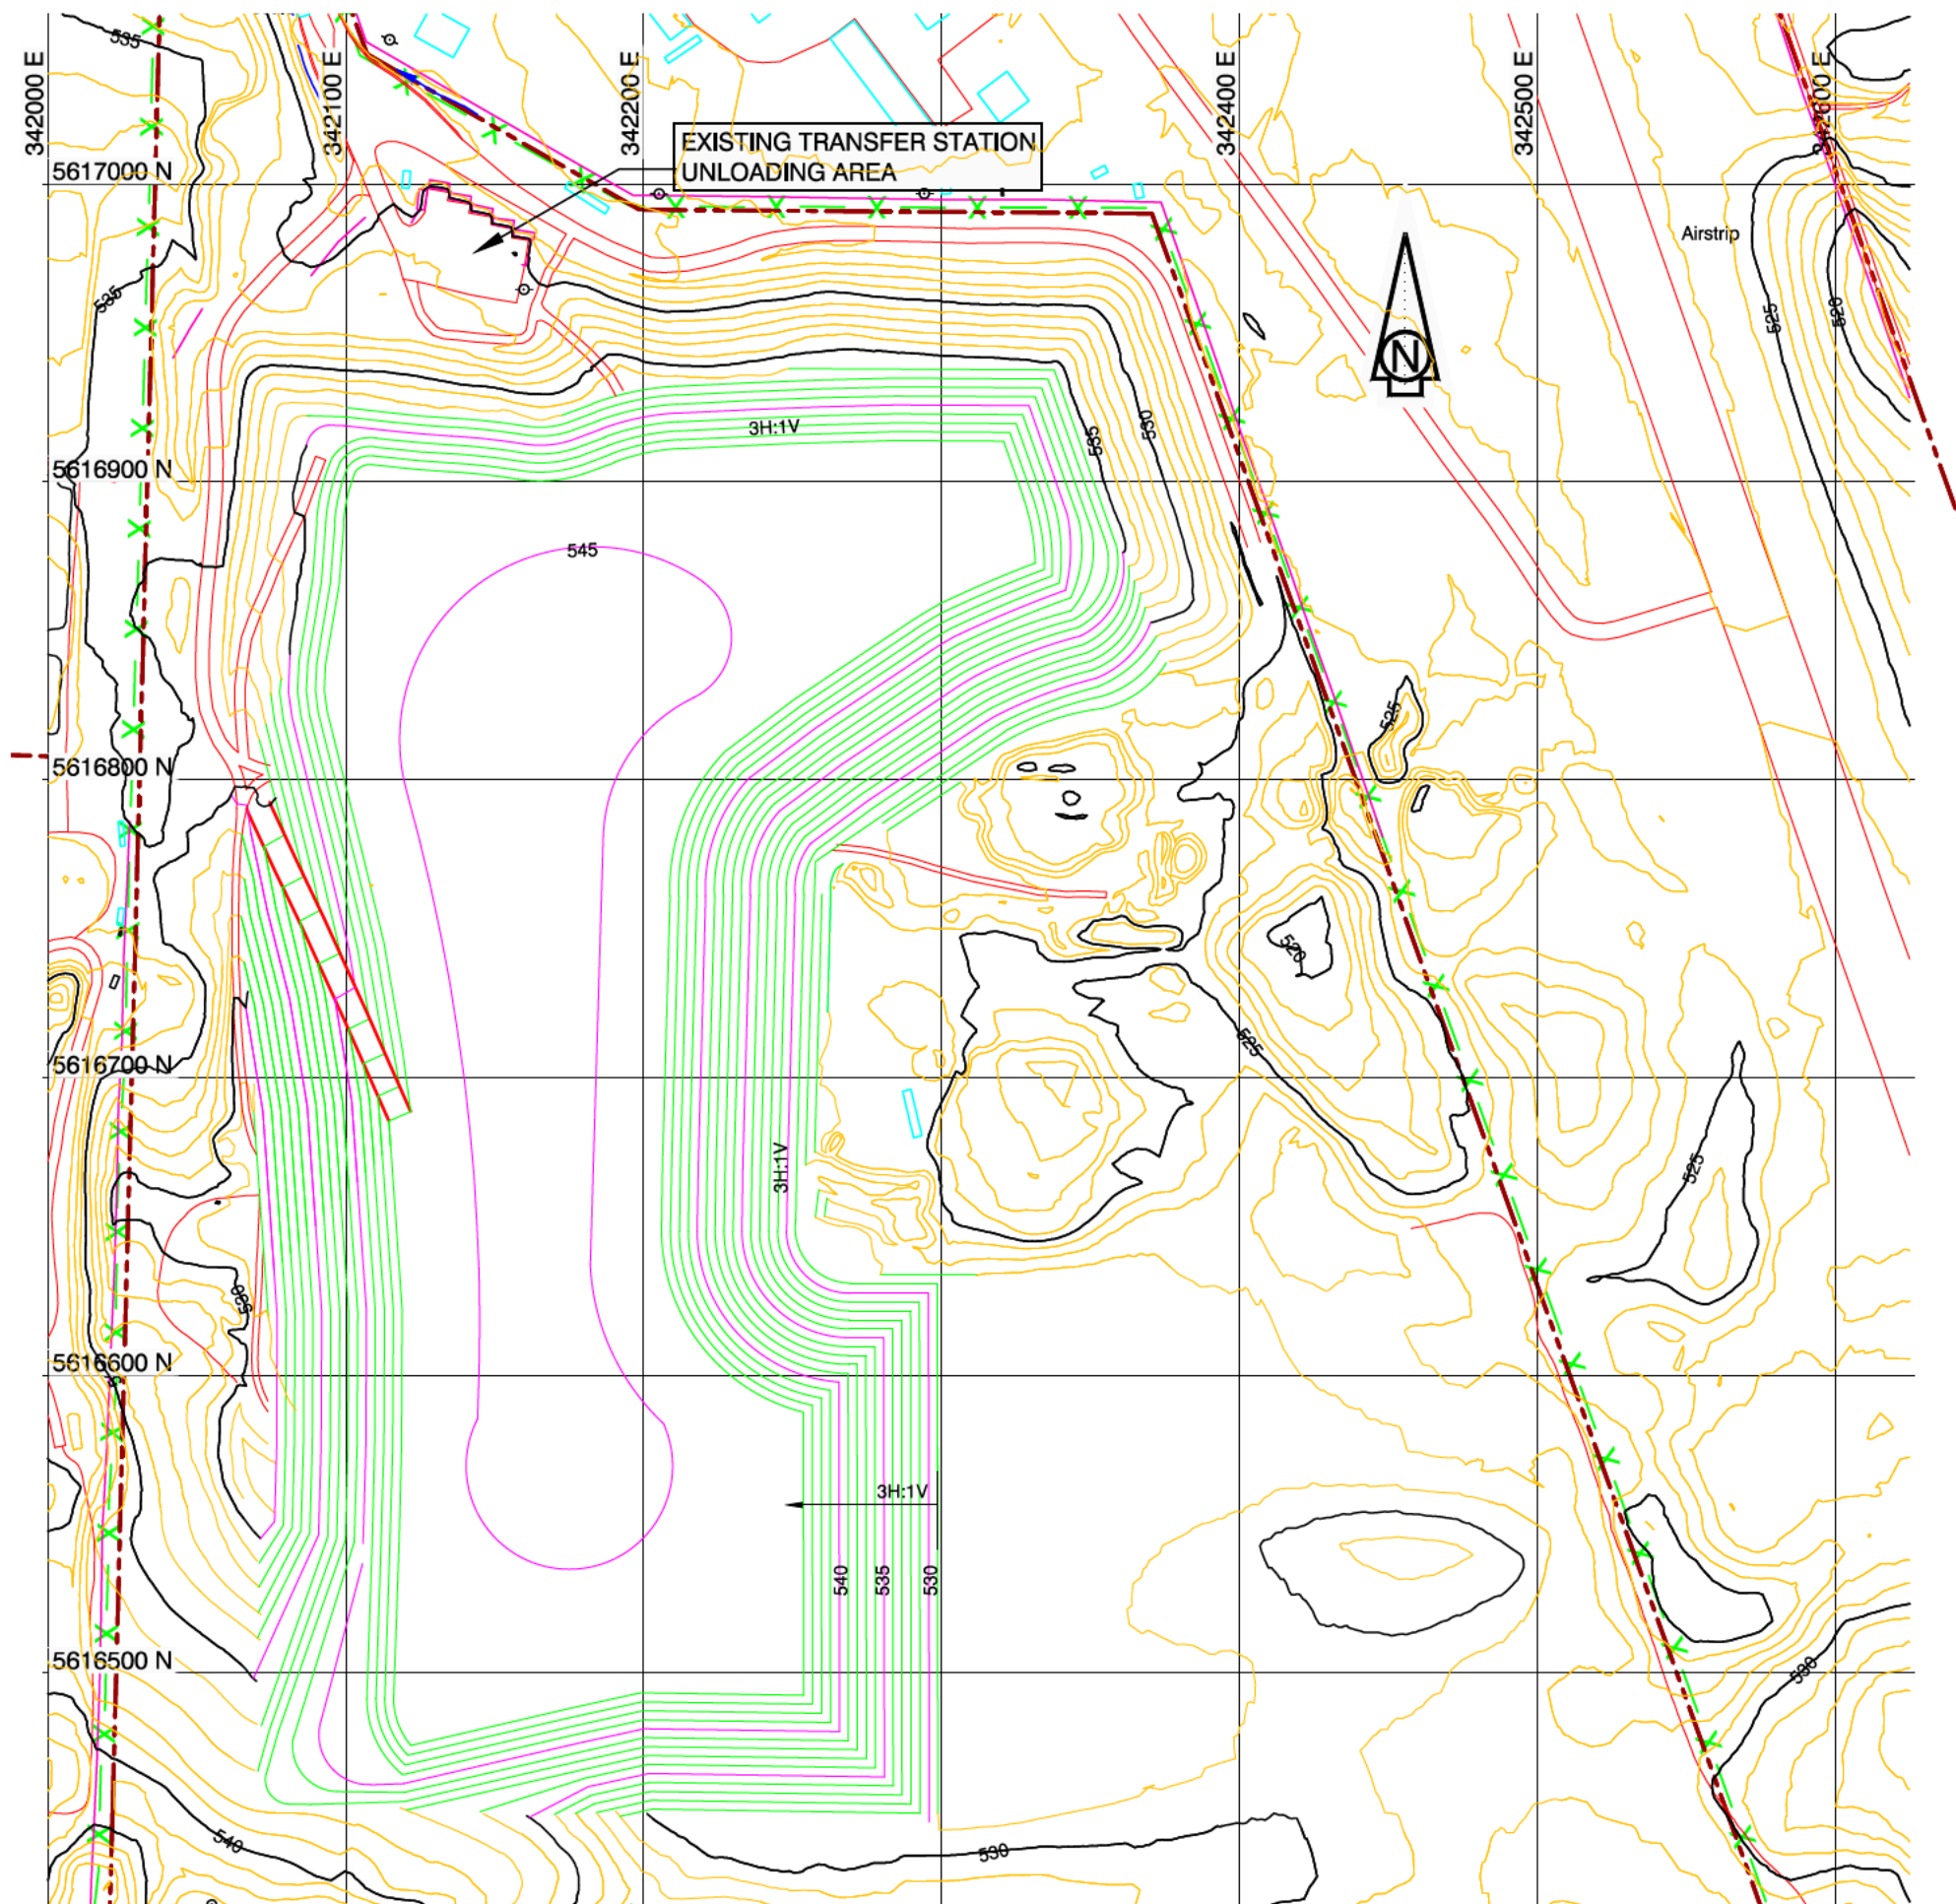 535
342000 E
342100 E
342200 E
342400 E
342500 E
342600 E
EXISTING TRANSFER STATION
UNLOADING AREA
5617000 N
Airstrip
535
525
520
N
3H:1V
535
530
5616900 N
545
525
5616800 N
520
525
5616700 N
3H:1V
525
530
5616600 N
3H:1V
540
535
530
5616500 N
530
540
530